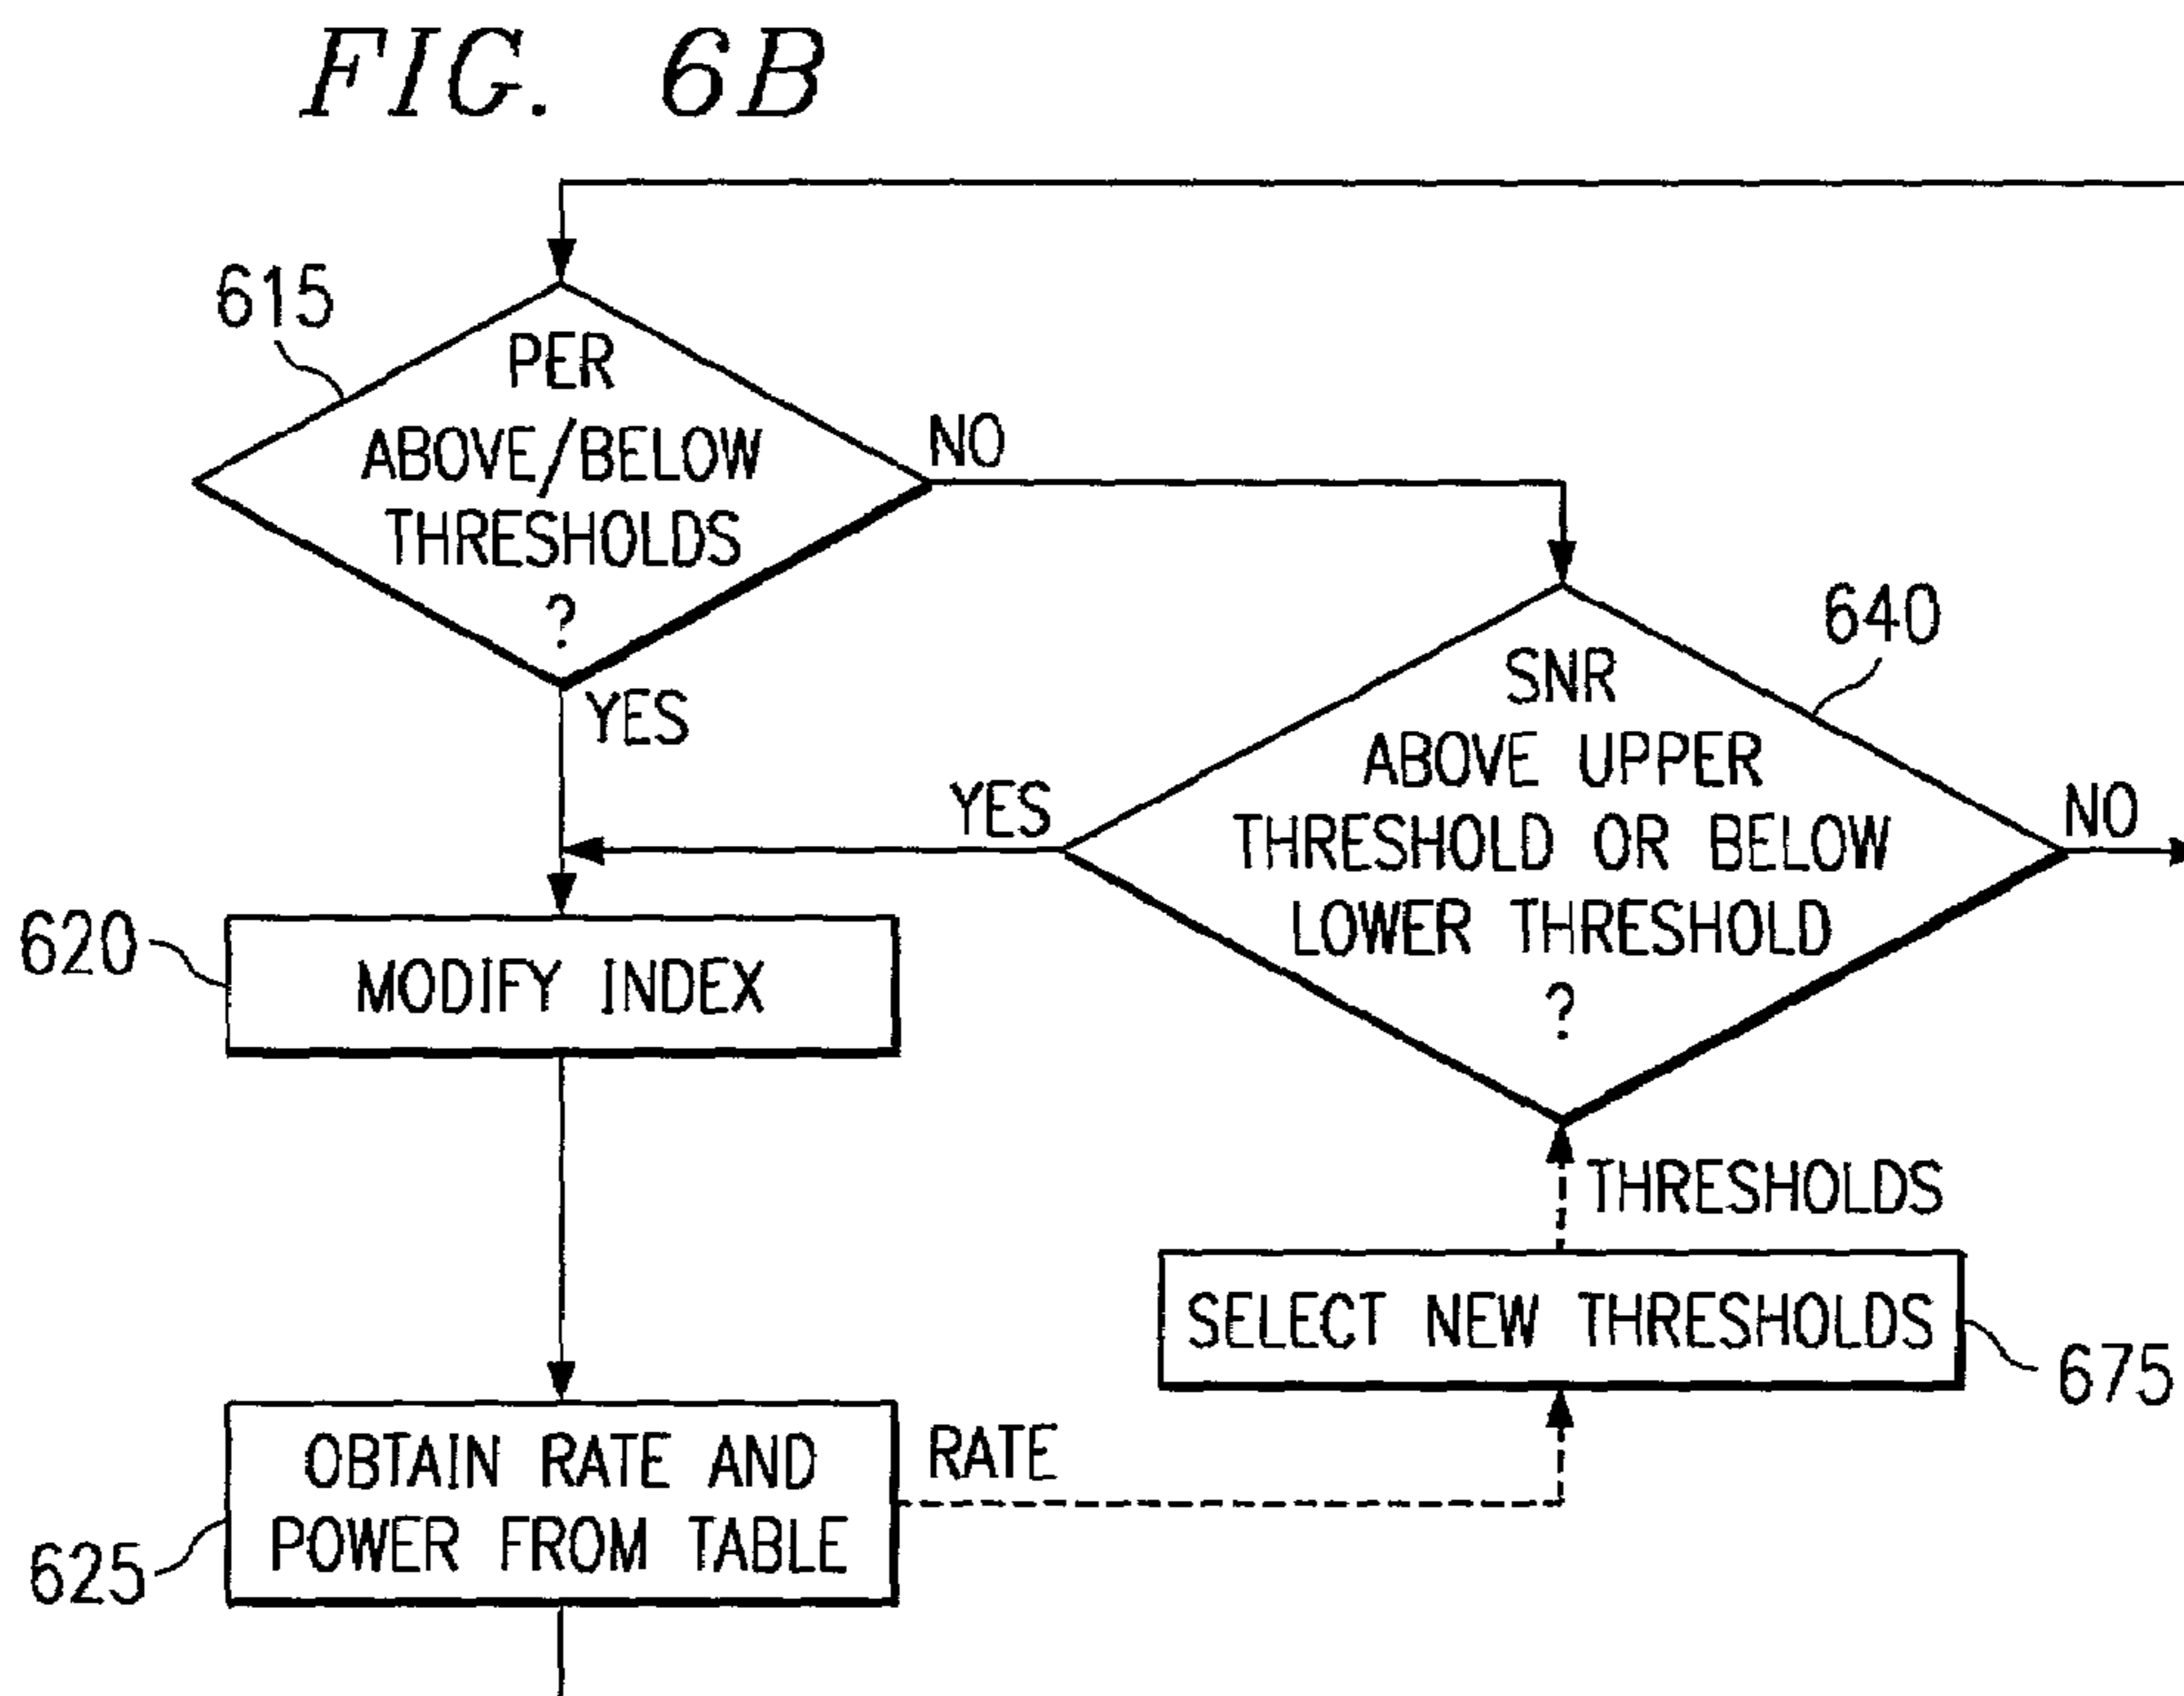 FIG. 6B
615
PER
ABOVE/BELOW
THRESHOLDS
?
NO
YES
640
SNR
ABOVE UPPER
THRESHOLD OR BELOW
LOWER THRESHOLD
?
YES
NO
620
MODIFY INDEX
THRESHOLDS
SELECT NEW THRESHOLDS
675
OBTAIN RATE AND
POWER FROM TABLE
RATE
625